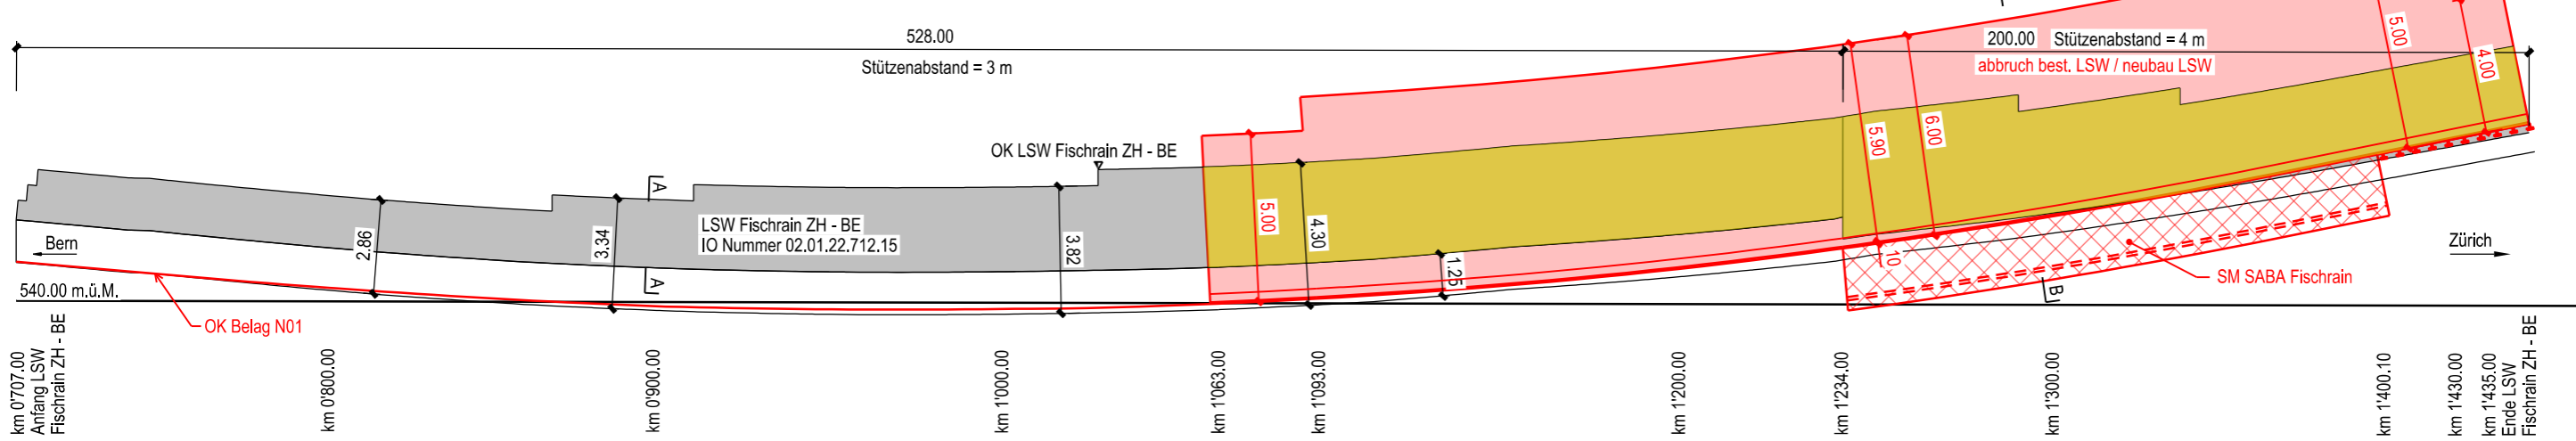 528.00
Stützenabstand = 3 m
200.00 Stützenabstand = 4 m
abbruch best. LSW / neubau LSW
5.00
4.00
OK LSW Fischrain ZH - BE
5.90
6.00
A
LSW Fischrain ZH - BE
IO Nummer 02.01.22.712.15
5.00
4.30
2.86
3.34
3.82
1.25
10
Bern
Zürich
A
B
SM SABA Fischrain
540.00 m.ü.M.
OK Belag N01
km 0'707.00
Anfang LSW
Fischrain ZH - BE
km 0'800.00
km 0'900.00
km 1'000.00
km 1'063.00
km 1'093.00
km 1'200.00
km 1'234.00
km 1'300.00
km 1'400.10
km 1'430.00
km 1'435.00
Ende LSW
Fischrain ZH - BE